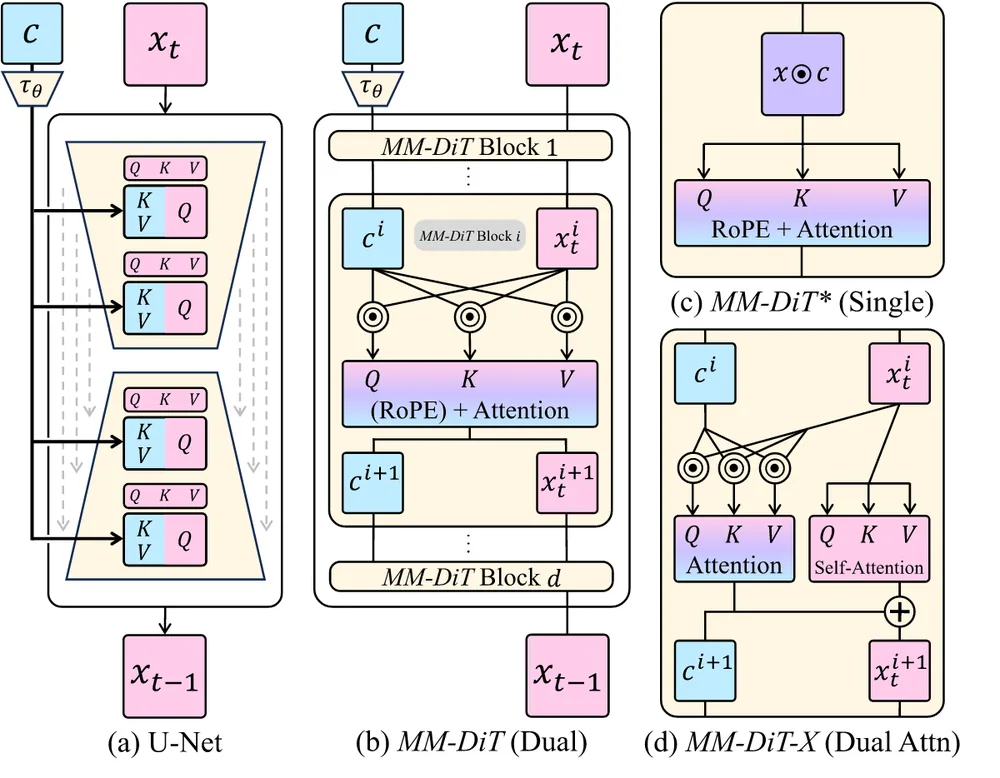 c
x_t
τ_θ
Q K V
K
V
Q
Q K V
K
V
Q
Q K V
K
V
Q
Q K V
K
V
Q
x_{t−1}
(a) U-Net
c
x_t
τ_θ
MM-DiT Block 1
⋮ ⋮
c^i
MM-DiT Block i
x_t^i
Q K V
(RoPE) + Attention
c^{i+1}
x_t^{i+1}
⋮ ⋮
MM-DiT Block d
x_{t−1}
(b) MM-DiT (Dual)
x⊙c
Q K V
RoPE + Attention
(c) MM-DiT* (Single)
c^i
x_t^i
Q K V
Attention
Q K V
Self-Attention
+
c^{i+1}
x_t^{i+1}
(d) MM-DiT-X (Dual Attn)